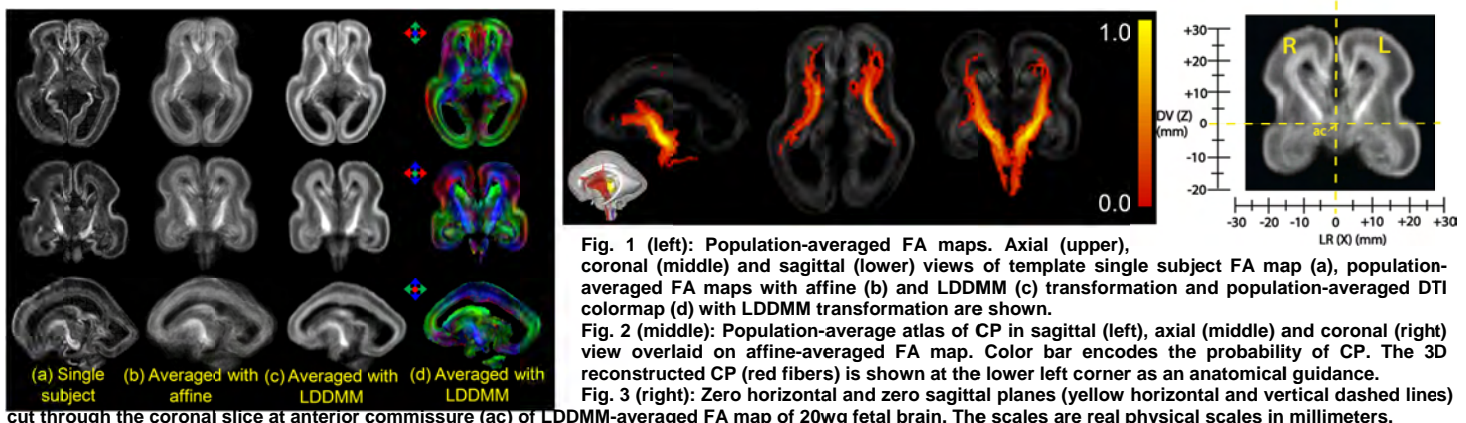 (a) Single subject
(b) Averaged with affine
(c) Averaged with LDDMM
(d) Averaged with LDDMM
1.0
0.0
R
L
ac
+30
+20
+10
DV (Z) (mm)
0
-10
-20
-30 -20 -10 0 +10 +20 +30
LR (X) (mm)
Fig. 1 (left): Population-averaged FA maps. Axial (upper),
coronal (middle) and sagittal (lower) views of template single subject FA map (a), population-
averaged FA maps with affine (b) and LDDMM (c) transformation and population-averaged DTI
colormap (d) with LDDMM transformation are shown.
Fig. 2 (middle): Population-average atlas of CP in sagittal (left), axial (middle) and coronal (right)
view overlaid on affine-averaged FA map. Color bar encodes the probability of CP. The 3D
reconstructed CP (red fibers) is shown at the lower left corner as an anatomical guidance.
Fig. 3 (right): Zero horizontal and zero sagittal planes (yellow horizontal and vertical dashed lines)
cut through the coronal slice at anterior commissure (ac) of LDDMM-averaged FA map of 20wg fetal brain. The scales are real physical scales in millimeters.